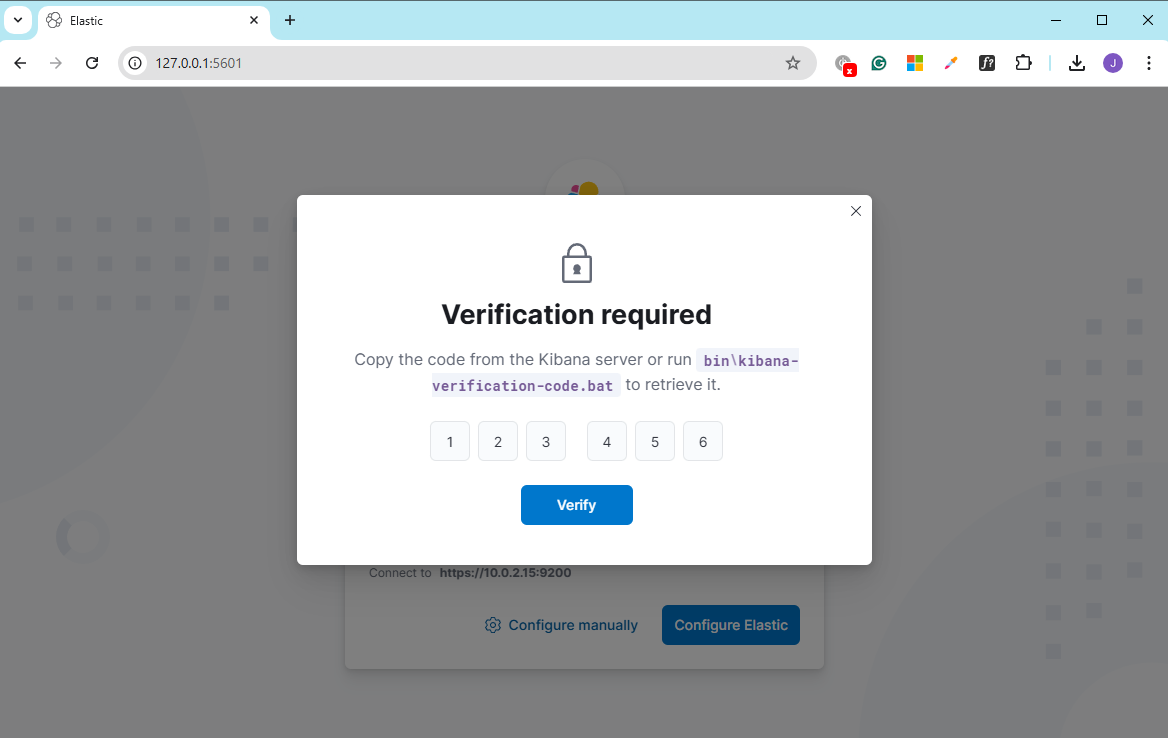 Elastic
127.0.0.1:5601
J
Verification required
Copy the code from the Kibana server or run bin\kibana-
verification-code.bat to retrieve it.
1 2 3 4 5 6
Verify
Connect to https://10.0.2.15:9200
Configure manually Configure Elastic